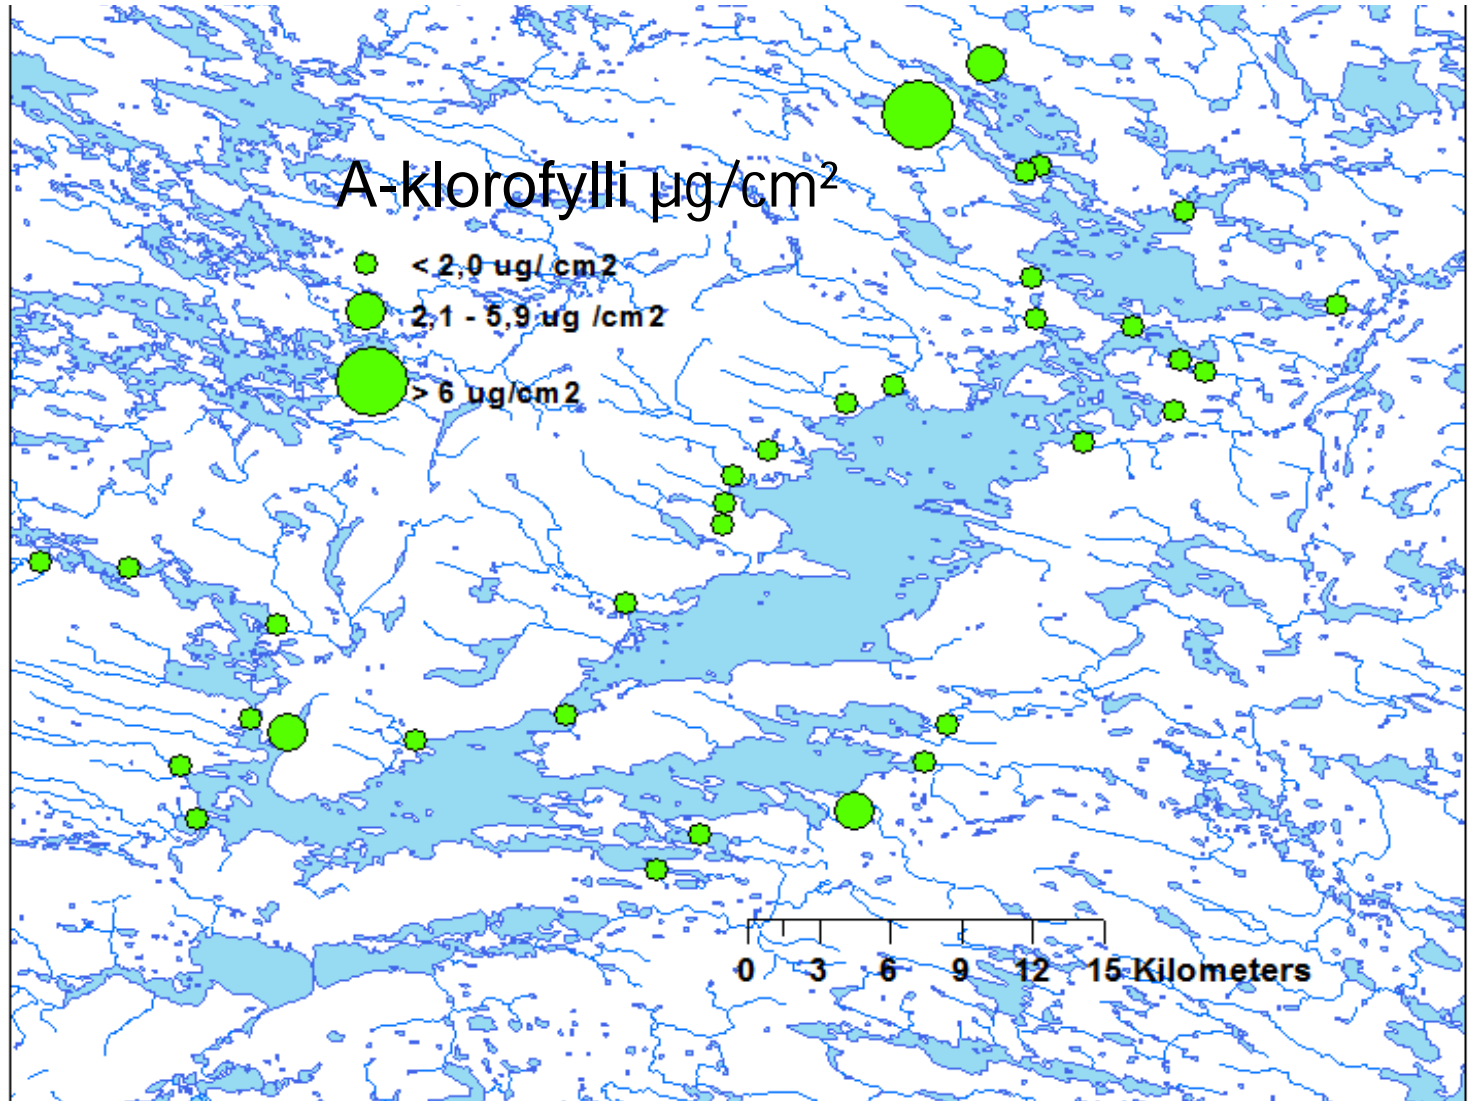 A-klorofylli µg/cm²
< 2,0 ug/ cm2
2,1 - 5,9 ug /cm2
> 6 ug/cm2
0 3 6 9 12 15 Kilometers